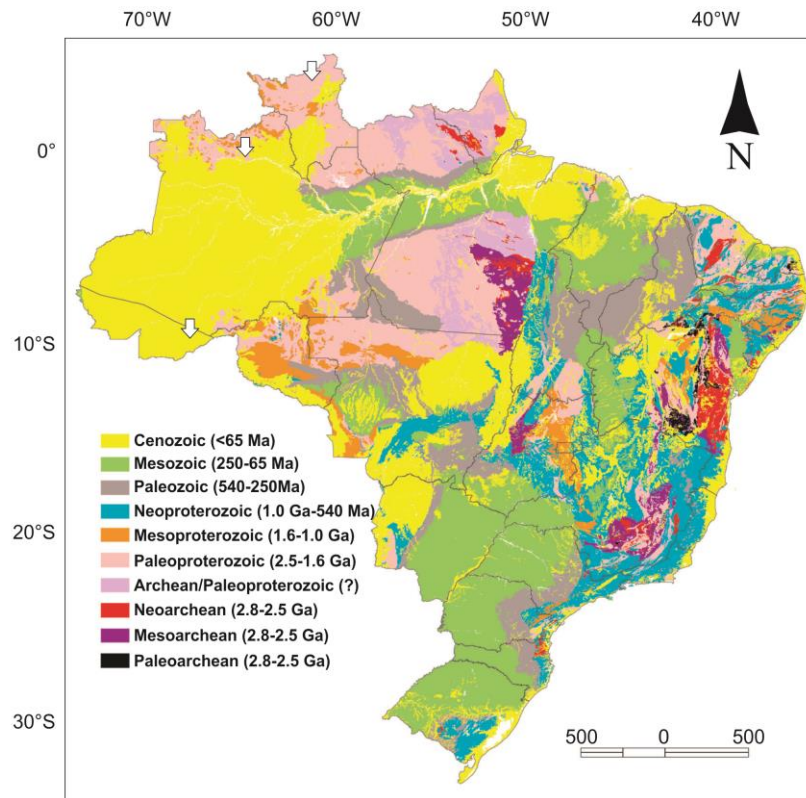 70°W 60°W 50°W 40°W
0°
N
10°S
Cenozoic (<65 Ma)
Mesozoic (250-65 Ma)
Paleozoic (540-250Ma)
Neoproterozoic (1.0 Ga-540 Ma)
Mesoproterozoic (1.6-1.0 Ga)
Paleoproterozoic (2.5-1.6 Ga)
Archean/Paleoproterozoic (?)
Neoarchean (2.8-2.5 Ga)
Mesoarchean (2.8-2.5 Ga)
Paleoarchean (2.8-2.5 Ga)
20°S
30°S
500 0 500